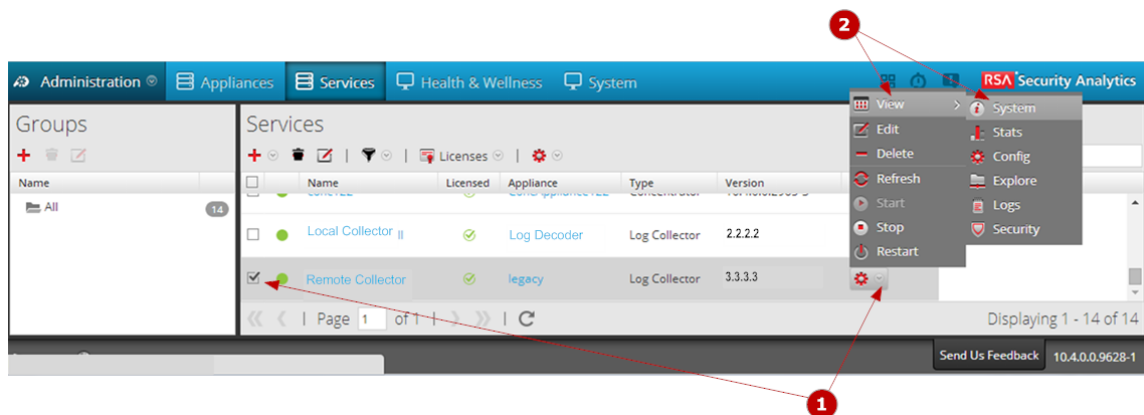 2
Administration Appliances Services Health & Wellness System RSA Security Analytics
Groups
Name
All 14
Services
Licenses
Name Licensed Appliance Type Version
Local Collector II Log Decoder Log Collector 2.2.2.2
Remote Collector legacy Log Collector 3.3.3.3
View
Edit
Delete
Refresh
Start
Stop
Restart
System
Stats
Config
Explore
Logs
Security
Page 1 of 1
Displaying 1 - 14 of 14
Send Us Feedback 10.4.0.0.9628-1
1